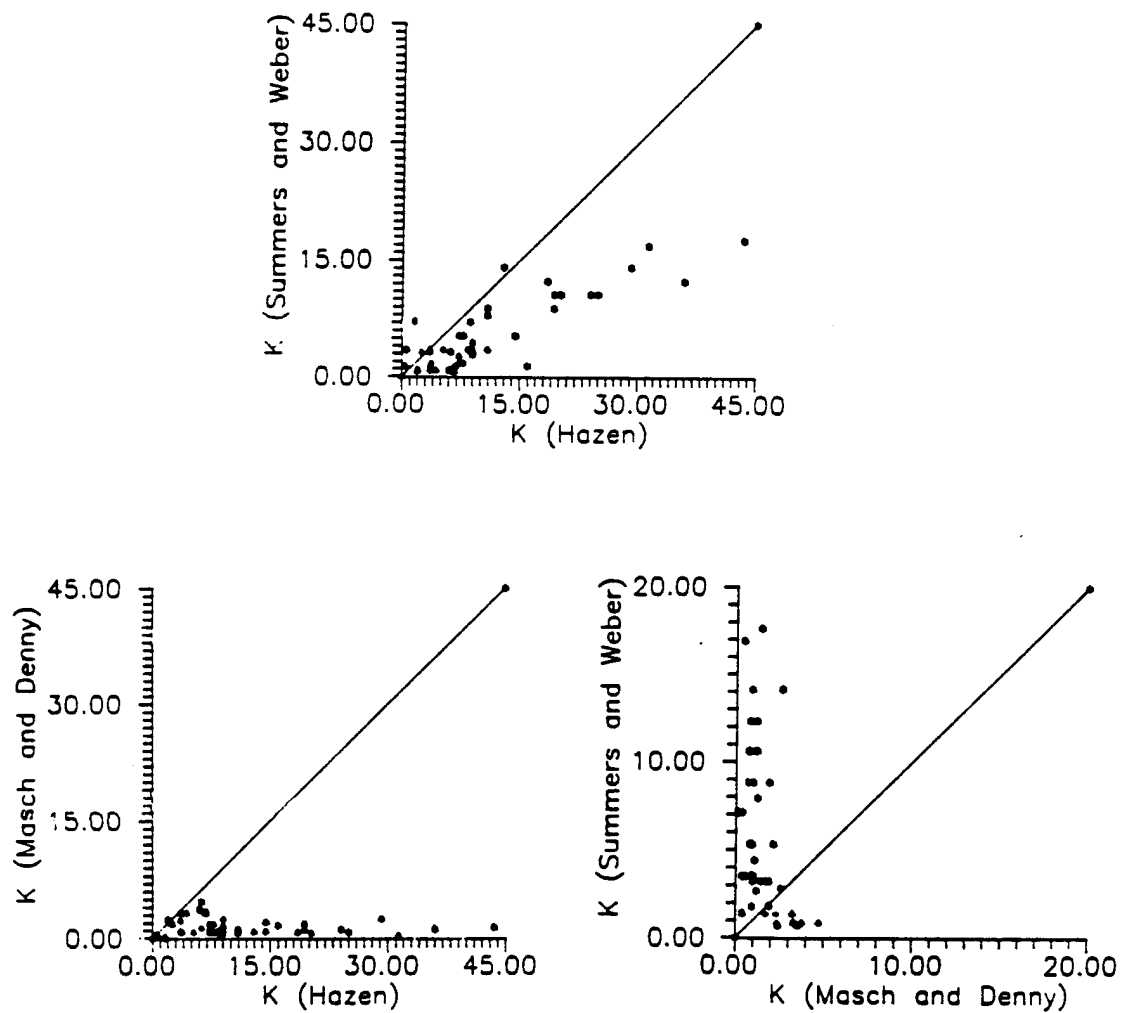 45.00
30.00
15.00
0.00
K (Summers and Weber)
0.00 15.00 30.00 45.00
K (Hazen)
45.00
30.00
15.00
0.00
K (Masch and Denny)
0.00 15.00 30.00 45.00
K (Hazen)
20.00
10.00
0.00
K (Summers and Weber)
0.00 10.00 20.00
K (Masch and Denny)